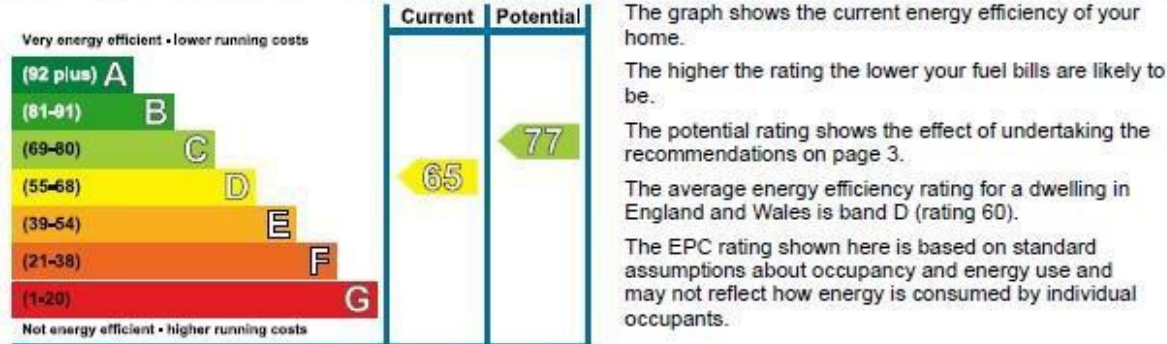 Current Potential
Very energy efficient • lower running costs
(92 plus) A
(81-91) B
(69-80) C
77
(55-68) D
65
(39-54) E
(21-38) F
(1-20) G
Not energy efficient • higher running costs
The graph shows the current energy efficiency of your
home.
The higher the rating the lower your fuel bills are likely to
be.
The potential rating shows the effect of undertaking the
recommendations on page 3.
The average energy efficiency rating for a dwelling in
England and Wales is band D (rating 60).
The EPC rating shown here is based on standard
assumptions about occupancy and energy use and
may not reflect how energy is consumed by individual
occupants.